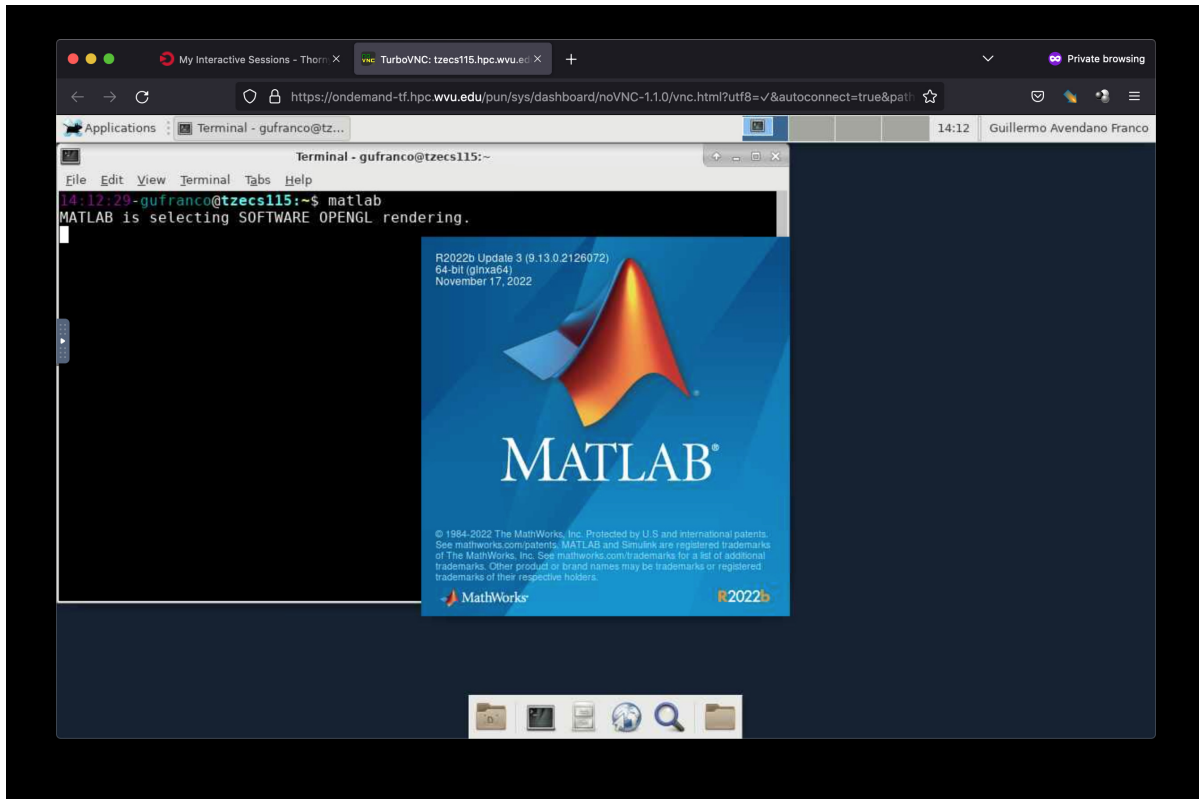 My Interactive Sessions - Thorn
VNC TurboVNC: tzecs115.hpc.wvu.ed
Private browsing
https://ondemand-tf.hpc.wvu.edu/pun/sys/dashboard/noVNC-1.1.0/vnc.html?utf8=✓&autoconnect=true&path
Applications Terminal - gufranco@tz... 14:12 Guillermo Avendano Franco
Terminal - gufranco@tzecs115:~
File Edit View Terminal Tabs Help
14:12:29-gufranco@tzecs115:~$ matlab
MATLAB is selecting SOFTWARE OPENGL rendering.
R2022b Update 3 (9.13.0.2126072)
64-bit (glnxa64)
November 17, 2022
MATLAB®
© 1984-2022 The MathWorks, Inc. Protected by U.S and international patents.
See mathworks.com/patents. MATLAB and Simulink are registered trademarks
of The MathWorks, Inc. See mathworks.com/trademarks for a list of additional
trademarks. Other product or brand names may be trademarks or registered
trademarks of their respective holders.
MathWorks® R2022b